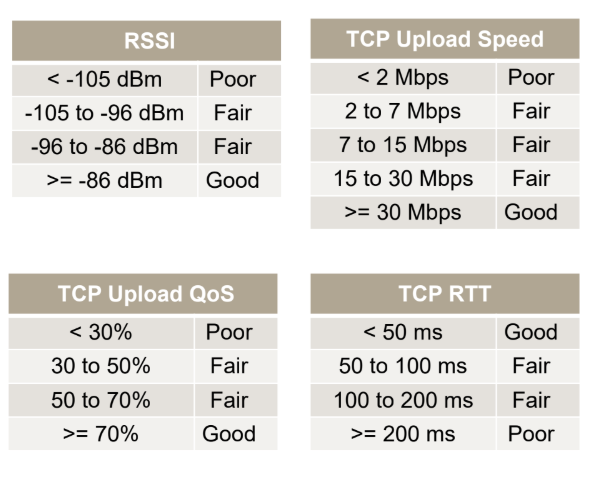 RSSI
< -105 dBm Poor
-105 to -96 dBm Fair
-96 to -86 dBm Fair
>= -86 dBm Good
TCP Upload Speed
< 2 Mbps Poor
2 to 7 Mbps Fair
7 to 15 Mbps Fair
15 to 30 Mbps Fair
>= 30 Mbps Good
TCP Upload QoS
< 30% Poor
30 to 50% Fair
50 to 70% Fair
>= 70% Good
TCP RTT
< 50 ms Good
50 to 100 ms Fair
100 to 200 ms Fair
>= 200 ms Poor